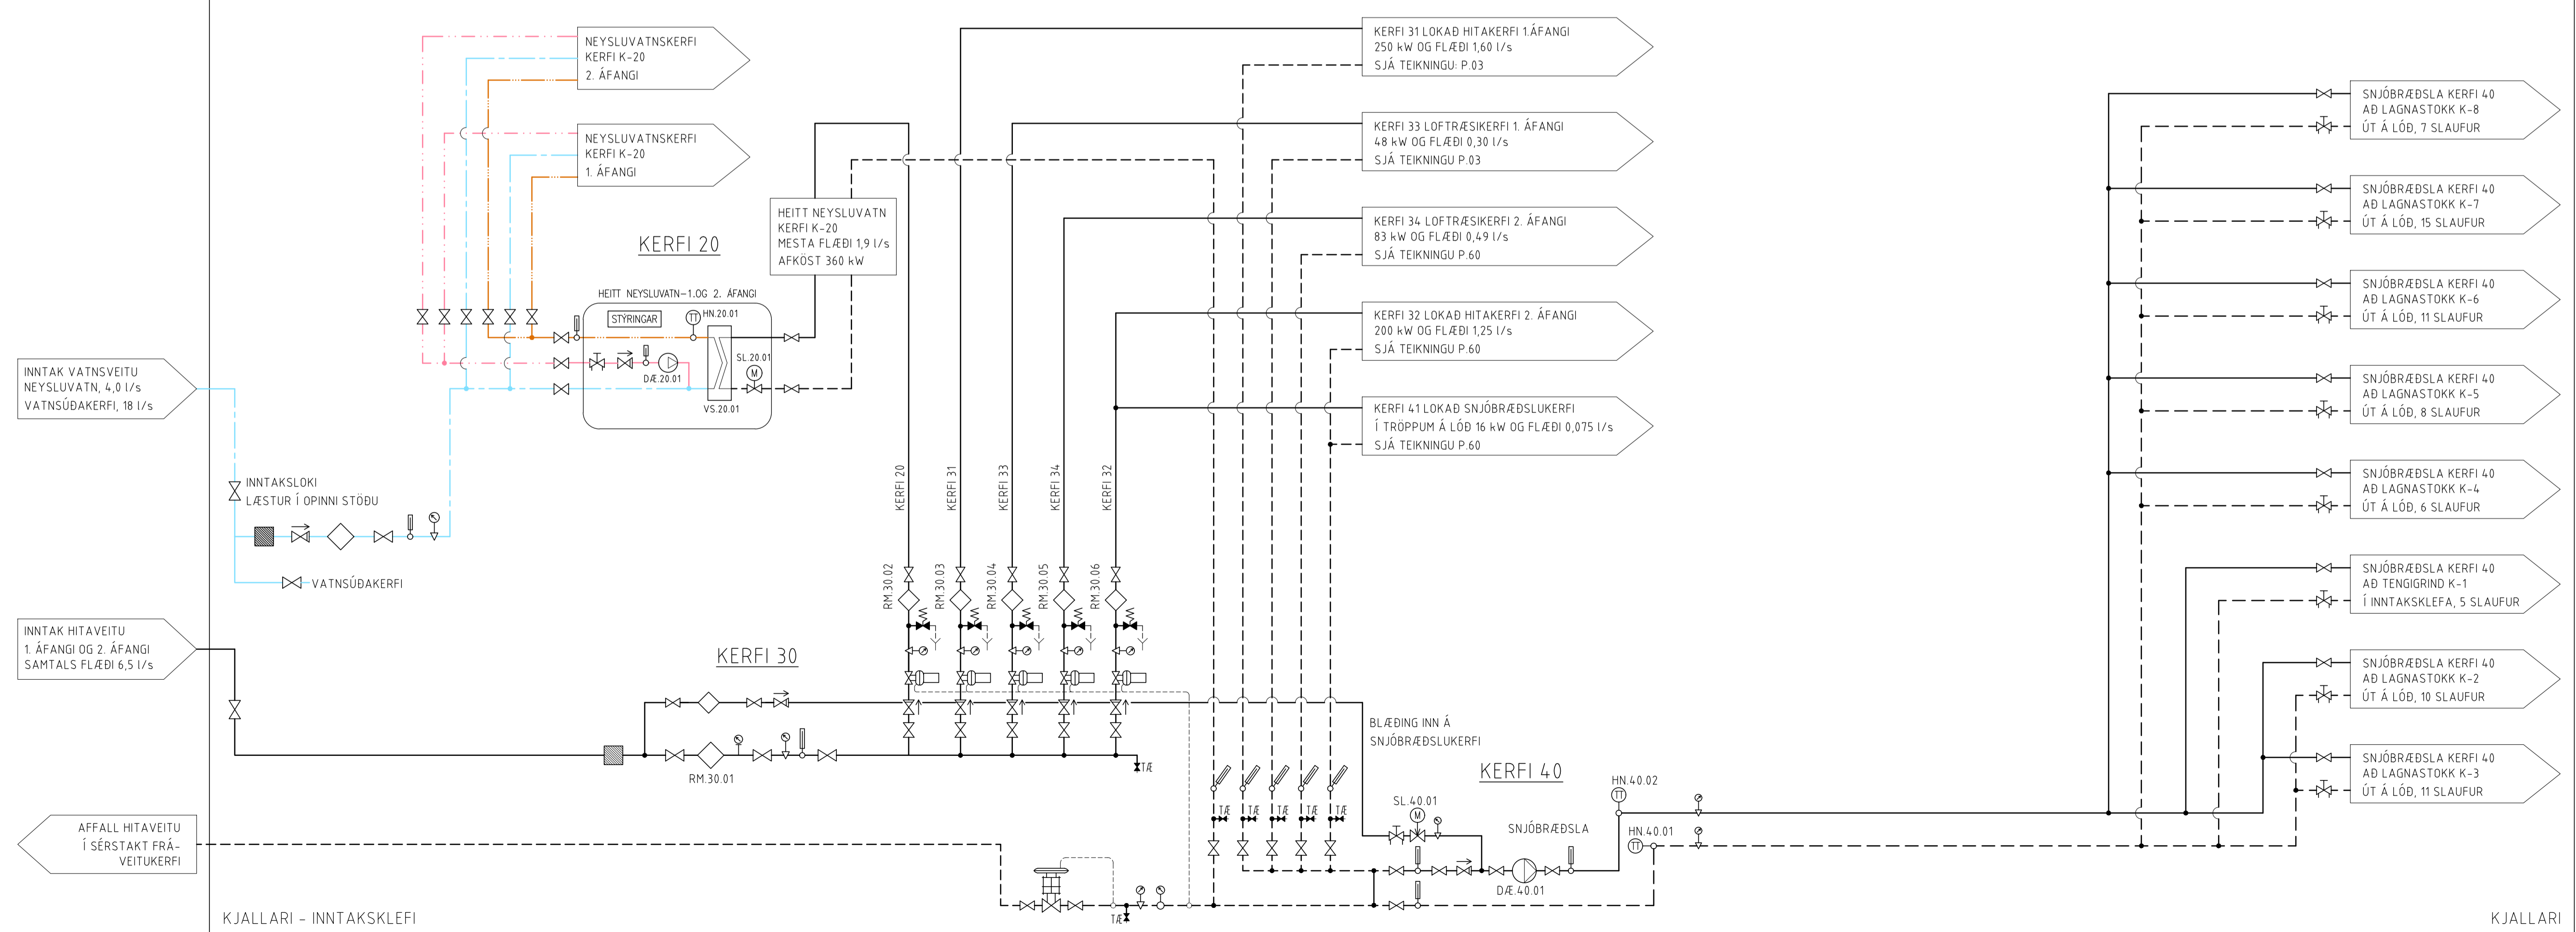 NEYSLUVATNSKERFI
KERFI K-20
2. ÁFANGI
NEYSLUVATNSKERFI
KERFI K-20
1. ÁFANGI
KERFI 20
HEITT NEYSLUVATN
KERFI K-20
MESTA FLÆÐI 1,9 l/s
AFKÖST 360 kW
HEITT NEYSLUVATN-1.OG 2. ÁFANGI
STÝRINGAR
TT
HN.20.01
SL.20.01
M
DÆ.20.01
VS.20.01
INNTAK VATNSVEITU
NEYSLUVATN, 4,0 l/s
VATNSÚÐAKERFI, 18 l/s
INNTAKSLOKI
LÆSTUR Í OPINNI STÖÐU
VATNSÚÐAKERFI
INNTAK HITAVEITU
1. ÁFANGI OG 2. ÁFANGI
SAMTALS FLÆÐI 6,5 l/s
AFFALL HITAVEITU
Í SÉRSTAKT FRÁ-
VEITUKERFI
KJALLARI - INNTAKSKLEFI
KERFI 30
RM.30.01
KERFI 20
KERFI 31
KERFI 33
KERFI 34
KERFI 32
RM.30.02
RM.30.03
RM.30.04
RM.30.05
RM.30.06
TÆ
TÆ
TÆ
TÆ
TÆ
TÆ
TÆ
KERFI 31 LOKAÐ HITAKERFI 1.ÁFANGI
250 kW OG FLÆÐI 1,60 l/s
SJÁ TEIKNINGU: P.03
KERFI 33 LOFTRÆSIKERFI 1. ÁFANGI
48 kW OG FLÆÐI 0,30 l/s
SJÁ TEIKNINGU P.03
KERFI 34 LOFTRÆSIKERFI 2. ÁFANGI
83 kW OG FLÆÐI 0,49 l/s
SJÁ TEIKNINGU P.60
KERFI 32 LOKAÐ HITAKERFI 2. ÁFANGI
200 kW OG FLÆÐI 1,25 l/s
SJÁ TEIKNINGU P.60
KERFI 41 LOKAÐ SNJÓBRÆÐSLUKERFI
Í TRÖPPUM Á LÓÐ 16 kW OG FLÆÐI 0,075 l/s
SJÁ TEIKNINGU P.60
BLÆÐING INN Á
SNJÓBRÆÐSLUKERFI
KERFI 40
SL.40.01
M
SNJÓBRÆÐSLA
DÆ.40.01
HN.40.02
TT
HN.40.01
TT
SNJÓBRÆÐSLA KERFI 40
AÐ LAGNASTOKK K-8
ÚT Á LÓÐ, 7 SLAUFUR
SNJÓBRÆÐSLA KERFI 40
AÐ LAGNASTOKK K-7
ÚT Á LÓÐ, 15 SLAUFUR
SNJÓBRÆÐSLA KERFI 40
AÐ LAGNASTOKK K-6
ÚT Á LÓÐ, 11 SLAUFUR
SNJÓBRÆÐSLA KERFI 40
AÐ LAGNASTOKK K-5
ÚT Á LÓÐ, 8 SLAUFUR
SNJÓBRÆÐSLA KERFI 40
AÐ LAGNASTOKK K-4
ÚT Á LÓÐ, 6 SLAUFUR
SNJÓBRÆÐSLA KERFI 40
AÐ TENGIGRIND K-1
Í INNTAKSKLEFA, 5 SLAUFUR
SNJÓBRÆÐSLA KERFI 40
AÐ LAGNASTOKK K-2
ÚT Á LÓÐ, 10 SLAUFUR
SNJÓBRÆÐSLA KERFI 40
AÐ LAGNASTOKK K-3
ÚT Á LÓÐ, 11 SLAUFUR
KJALLARI